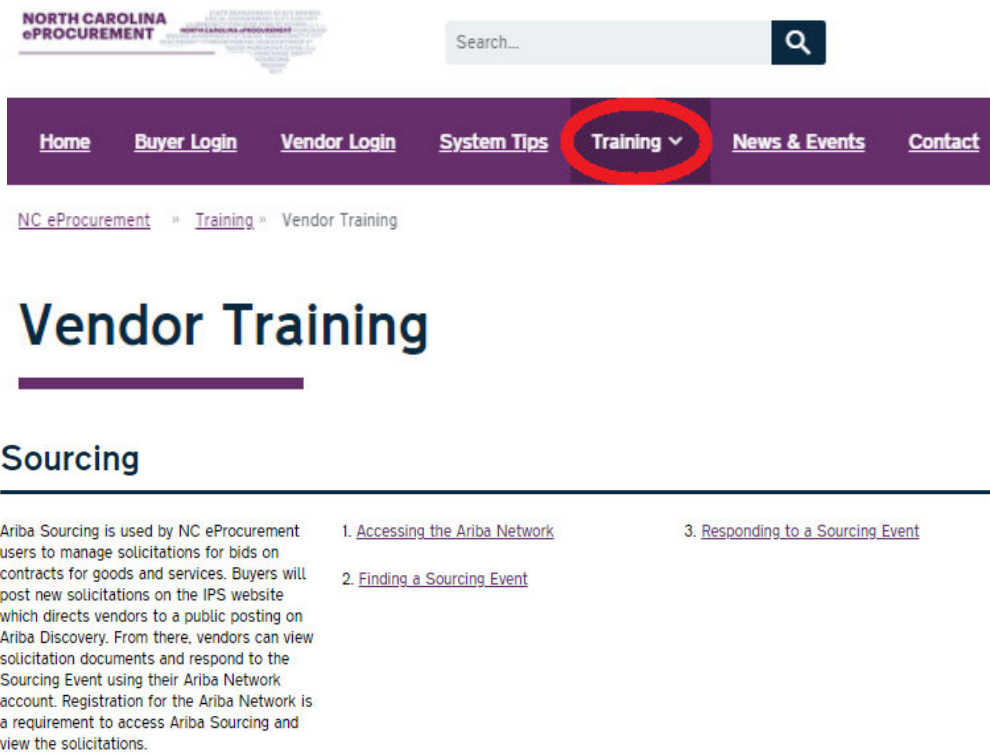 NORTH CAROLINA
ePROCUREMENT
NORTH CAROLINA ePROCUREMENT
Search...
Home Buyer Login Vendor Login System Tips Training News & Events Contact
NC eProcurement » Training » Vendor Training
Vendor Training
Sourcing
Ariba Sourcing is used by NC eProcurement
users to manage solicitations for bids on
contracts for goods and services. Buyers will
post new solicitations on the IPS website
which directs vendors to a public posting on
Ariba Discovery. From there, vendors can view
solicitation documents and respond to the
Sourcing Event using their Ariba Network
account. Registration for the Ariba Network is
a requirement to access Ariba Sourcing and
view the solicitations.
1. Accessing the Ariba Network
2. Finding a Sourcing Event
3. Responding to a Sourcing Event